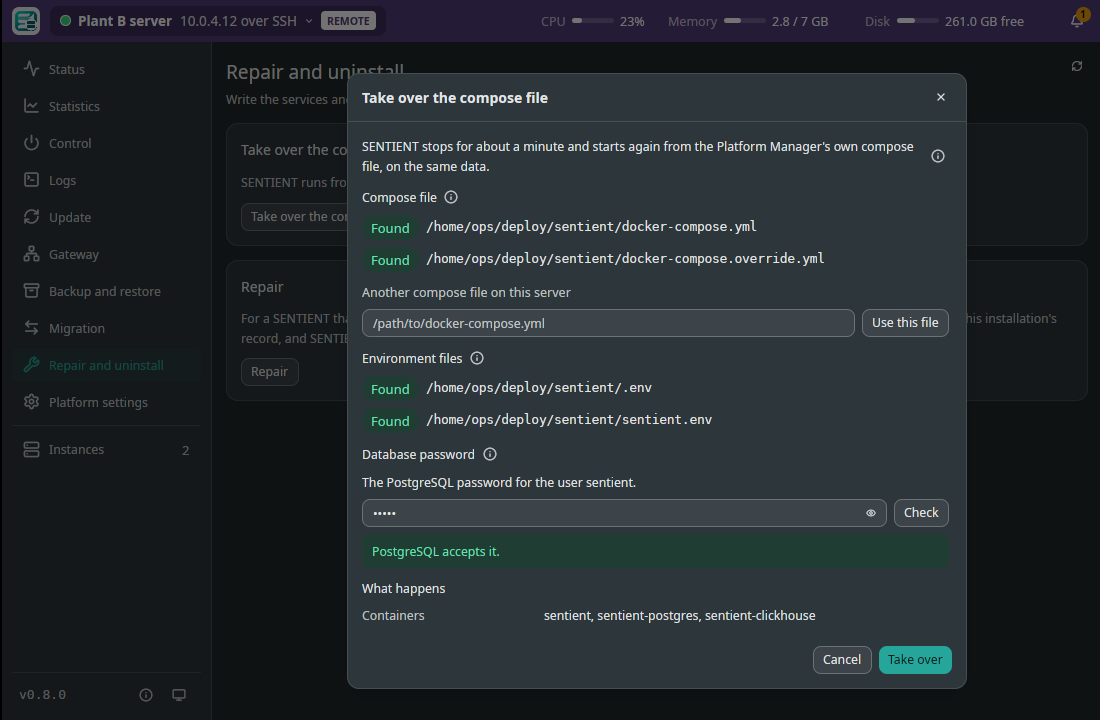 Plant B server 10.0.4.12 over SSH REMOTE CPU 23% Memory 2.8 / 7 GB Disk 261.0 GB free 1
Status
Statistics
Control
Logs
Update
Gateway
Backup and restore
Migration
Repair and uninstall
Platform settings
Instances 2
v0.8.0
Repair and uninstall
Write the services and
Take over the co
SENTIENT runs fro
Take over the co
Repair
For a SENTIENT tha
his installation's
record, and SENTIE
Repair
Take over the compose file
SENTIENT stops for about a minute and starts again from the Platform Manager's own compose
file, on the same data.
Compose file
Found /home/ops/deploy/sentient/docker-compose.yml
Found /home/ops/deploy/sentient/docker-compose.override.yml
Another compose file on this server
/path/to/docker-compose.yml Use this file
Environment files
Found /home/ops/deploy/sentient/.env
Found /home/ops/deploy/sentient/sentient.env
Database password
The PostgreSQL password for the user sentient.
••••• Check
PostgreSQL accepts it.
What happens
Containers sentient, sentient-postgres, sentient-clickhouse
Cancel Take over